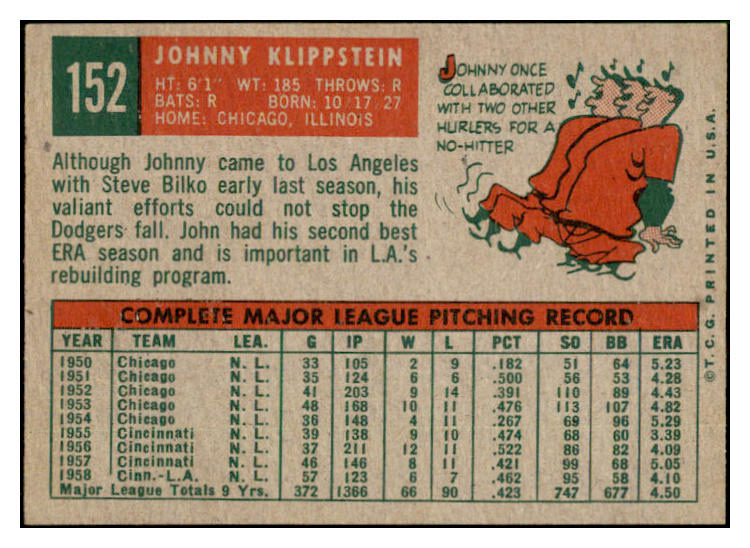 152
JOHNNY KLIPPSTEIN
HT: 6'1" WT: 185 THROWS: R
BATS: R BORN: 10/17/27
HOME: CHICAGO, ILLINOIS
JOHNNY ONCE
COLLABORATED
WITH TWO OTHER
HURLERS FOR A
NO-HITTER
Although Johnny came to Los Angeles
with Steve Bilko early last season, his
valiant efforts could not stop the
Dodgers fall. John had his second best
ERA season and is important in L.A.'s
rebuilding program.
COMPLETE MAJOR LEAGUE PITCHING RECORD
YEAR TEAM LEA. G IP W L PCT SO BB ERA
1950 Chicago N. L. 33 105 2 9 .182 51 64 5.23
1951 Chicago N. L. 35 124 6 6 .500 56 53 4.28
1952 Chicago N. L. 41 203 9 14 .391 110 89 4.43
1953 Chicago N. L. 48 168 10 11 .476 113 107 4.82
1954 Chicago N. L. 36 148 4 11 .267 69 96 5.29
1955 Cincinnati N. L. 39 138 9 10 .474 68 60 3.39
1956 Cincinnati N. L. 37 211 12 11 .522 86 82 4.09
1957 Cincinnati N. L. 46 146 8 11 .421 99 68 5.05
1958 Cinn.-L.A. N. L. 57 123 6 7 .462 95 58 4.10
Major League Totals 9 Yrs. 372 1366 66 90 .423 747 677 4.50
© T. C. G. PRINTED IN U.S.A.